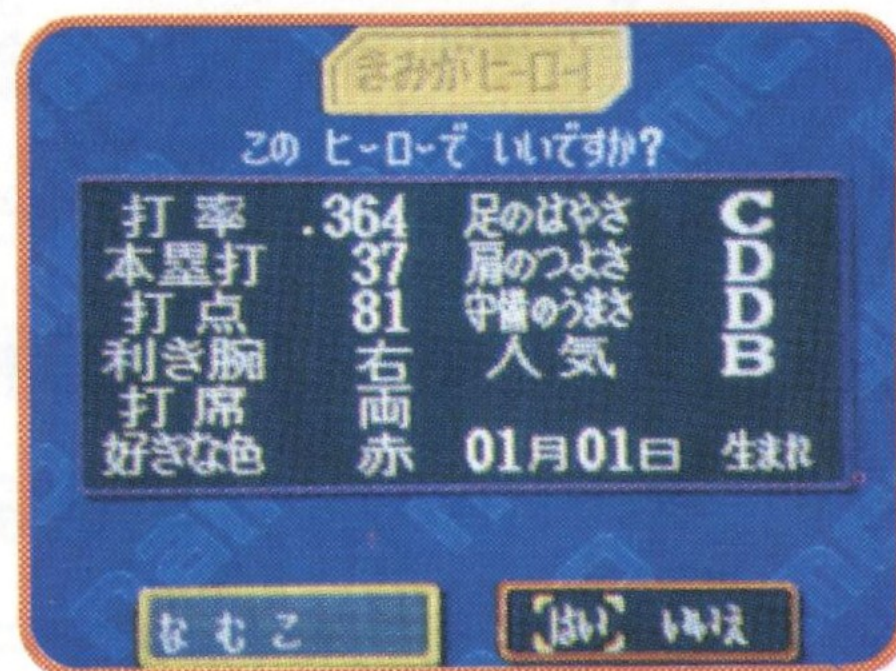 きみがヒーロー!
この ヒーローで いいですか?
打率 .364 足のはやさ C
本塁打 37 肩のつよさ D
打点 81 守備のうまさ D
利き腕 右 人気 B
打席 両
好きな色 赤 01月01日 生まれ
なむこ はい いいえ